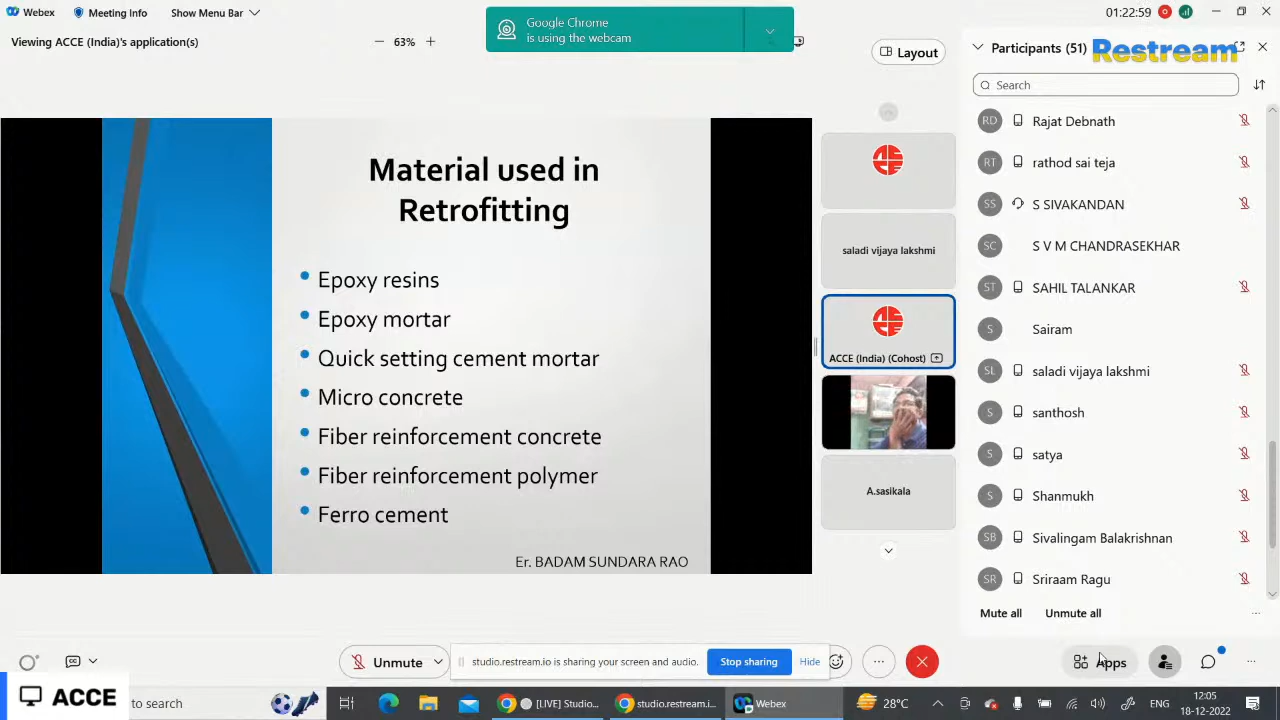 Webex
Meeting Info
Show Menu Bar
Google Chrome
is using the webcam
01:22:59
Viewing ACCE (India)'s application(s)
63%
Layout
Participants (51)
Restream
Search
Material used in
Retrofitting
Epoxy resins
Epoxy mortar
Quick setting cement mortar
Micro concrete
Fiber reinforcement concrete
Fiber reinforcement polymer
Ferro cement
Er. BADAM SUNDARA RAO
saladi vijaya lakshmi
ACCE (India) (Cohost)
A.sasikala
RD Rajat Debnath
RT rathod sai teja
SS S SIVAKANDAN
SC S V M CHANDRASEKHAR
ST SAHIL TALANKAR
S Sairam
SL saladi vijaya lakshmi
S santhosh
S satya
S Shanmukh
SB Sivalingam Balakrishnan
SR Sriraam Ragu
Mute all Unmute all
Unmute
studio.restream.io is sharing your screen and audio.
Stop sharing
Hide
Apps
ACCE
to search
[LIVE] Studio...
studio.restream.i...
Webex
28°C
ENG
12:05
18-12-2022